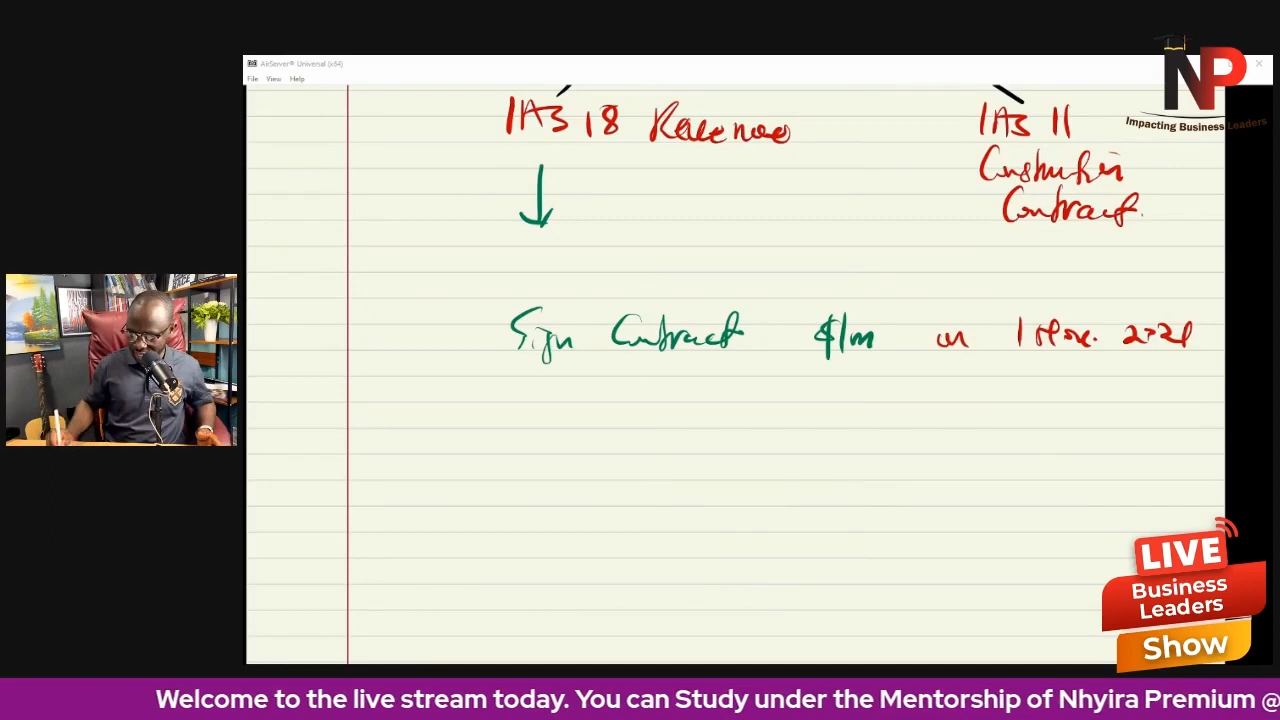 AirServer® Universal (x64)
File View Help
NP
Impacting Business Leaders
IAS 18 Revenue
IAS 11
Construction
Contract.
Sign Contract $1m on 1
LIVE
Business
Leaders
Show
Welcome to the live stream today. You can Study under the Mentorship of Nhyira Premium @